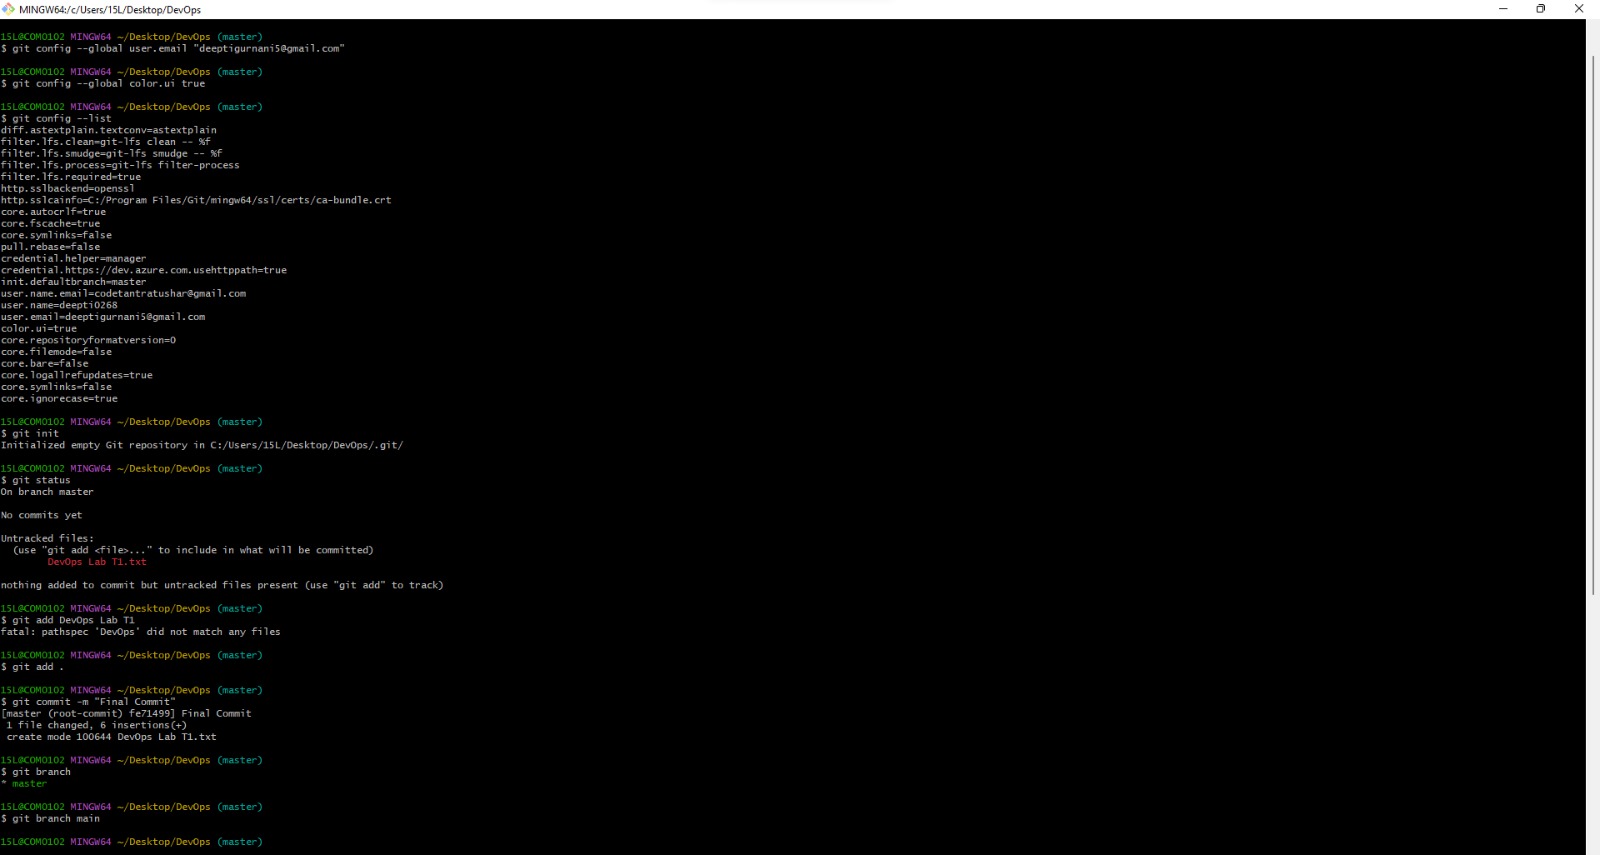 MINGW64:/c/Users/15L/Desktop/DevOps
15L@COM0102 MINGW64 ~/Desktop/DevOps (master)
$ git config --global user.email "deeptigurnani5@gmail.com"
15L@COM0102 MINGW64 ~/Desktop/DevOps (master)
$ git config --global color.ui true
15L@COM0102 MINGW64 ~/Desktop/DevOps (master)
$ git config --list
diff.astextplain.textconv=astextplain
filter.lfs.clean=git-lfs clean -- %f
filter.lfs.smudge=git-lfs smudge -- %f
filter.lfs.process=git-lfs filter-process
filter.lfs.required=true
http.sslbackend=openssl
http.sslcainfo=C:/Program Files/Git/mingw64/ssl/certs/ca-bundle.crt
core.autocrlf=true
core.fscache=true
core.symlinks=false
pull.rebase=false
credential.helper=manager
credential.https://dev.azure.com.usehttppath=true
init.defaultbranch=master
user.name.email=codetantratushar@gmail.com
user.name=deepti0268
user.email=deeptigurnani5@gmail.com
color.ui=true
core.repositoryformatversion=0
core.filemode=false
core.bare=false
core.logallrefupdates=true
core.symlinks=false
core.ignorecase=true
15L@COM0102 MINGW64 ~/Desktop/DevOps (master)
$ git init
Initialized empty Git repository in C:/Users/15L/Desktop/DevOps/.git/
15L@COM0102 MINGW64 ~/Desktop/DevOps (master)
$ git status
On branch master
No commits yet
Untracked files:
  (use "git add <file>..." to include in what will be committed)
        DevOps Lab T1.txt
nothing added to commit but untracked files present (use "git add" to track)
15L@COM0102 MINGW64 ~/Desktop/DevOps (master)
$ git add DevOps Lab T1
fatal: pathspec 'DevOps' did not match any files
15L@COM0102 MINGW64 ~/Desktop/DevOps (master)
$ git add .
15L@COM0102 MINGW64 ~/Desktop/DevOps (master)
$ git commit -m "Final Commit"
[master (root-commit) fe71499] Final Commit
 1 file changed, 6 insertions(+)
 create mode 100644 DevOps Lab T1.txt
15L@COM0102 MINGW64 ~/Desktop/DevOps (master)
$ git branch
* master
15L@COM0102 MINGW64 ~/Desktop/DevOps (master)
$ git branch main
15L@COM0102 MINGW64 ~/Desktop/DevOps (master)